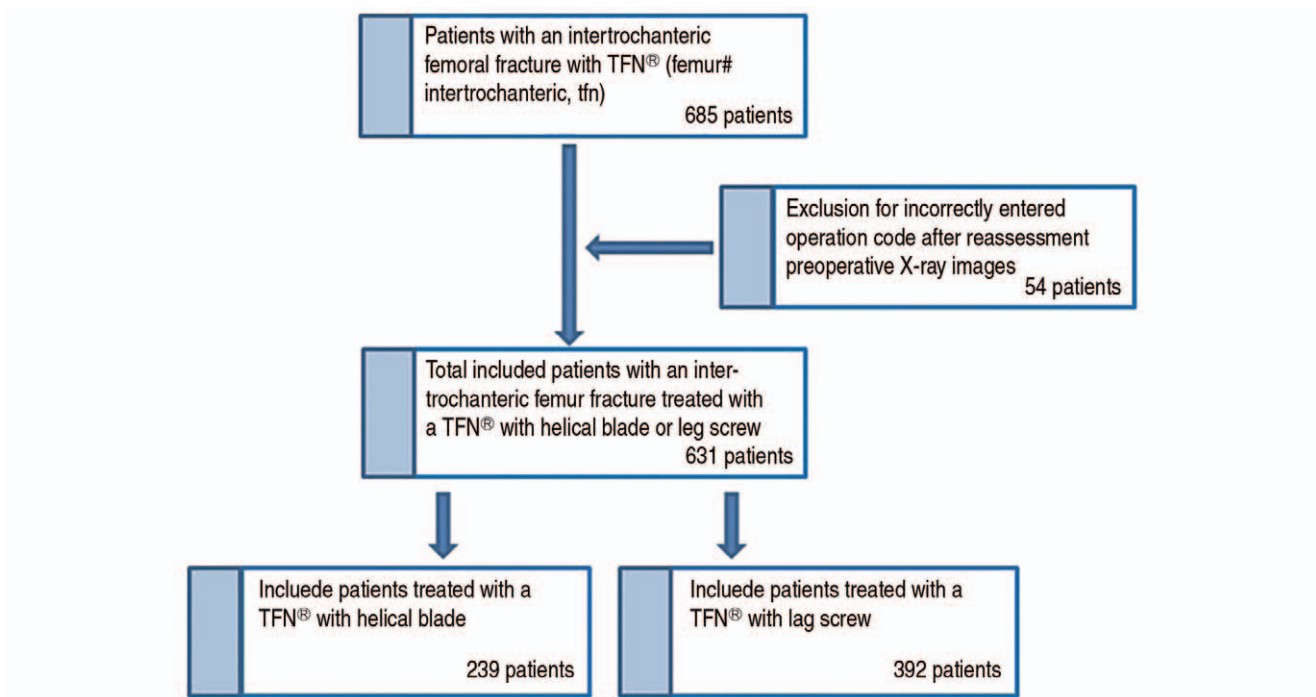 Patients with an intertrochanteric
femoral fracture with TFN® (femur#
intertrochanteric, tfn)
685 patients
Exclusion for incorrectly entered
operation code after reassessment
preoperative X-ray images
54 patients
Total included patients with an inter-
trochanteric femur fracture treated with
a TFN® with helical blade or leg screw
631 patients
Incluede patients treated with a
TFN® with helical blade
239 patients
Incluede patients treated with a
TFN® with lag screw
392 patients